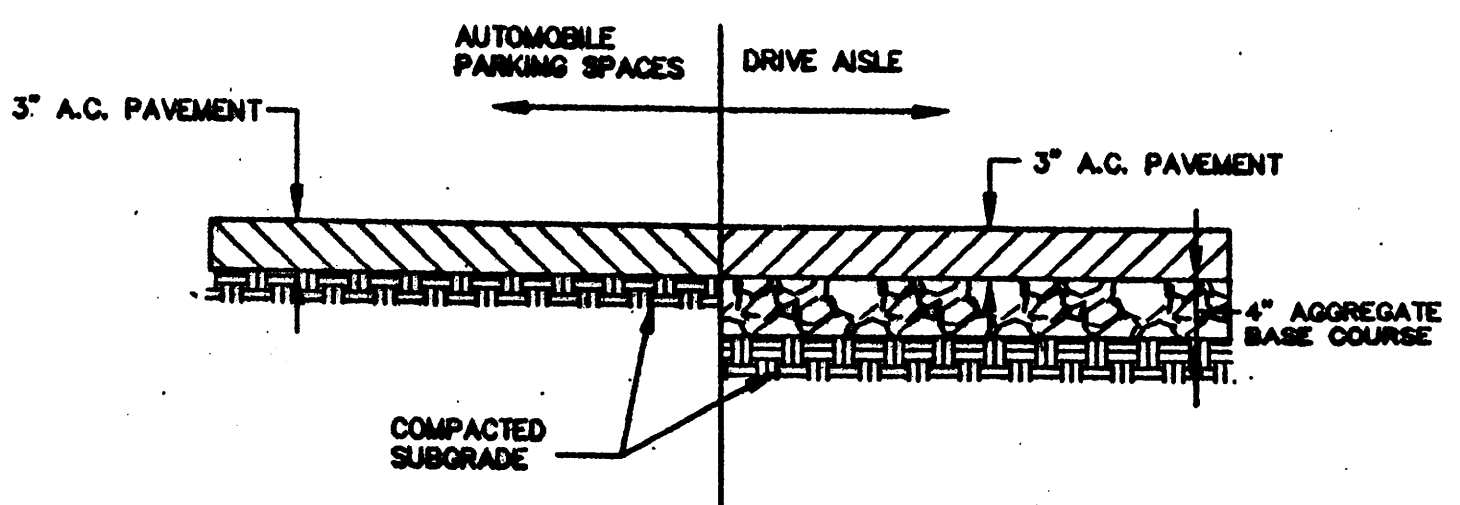 AUTOMOBILE
PARKING SPACES
DRIVE AISLE
3" A.C. PAVEMENT
3" A.C. PAVEMENT
4" AGGREGATE
BASE COURSE
COMPACTED
SUBGRADE